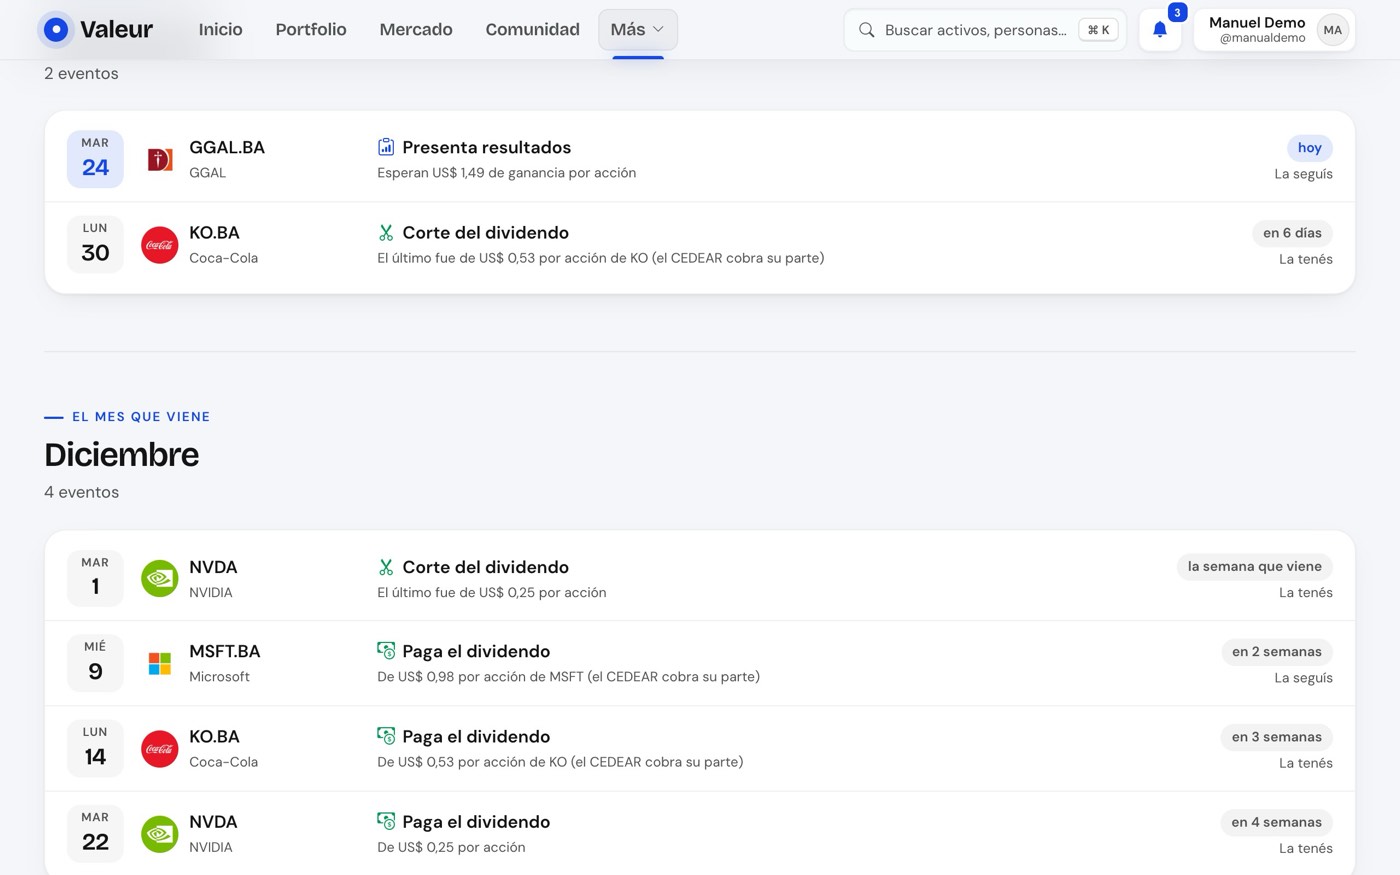 Valeur
Inicio
Portfolio
Mercado
Comunidad
Más
Buscar activos, personas...
⌘ K
3
Manuel Demo
@manualdemo
MA
2 eventos
MAR
24
GGAL.BA
GGAL
Presenta resultados
Esperan US$ 1,49 de ganancia por acción
hoy
La seguís
LUN
30
Coca-Cola
KO.BA
Coca-Cola
Corte del dividendo
El último fue de US$ 0,53 por acción de KO (el CEDEAR cobra su parte)
en 6 días
La tenés
EL MES QUE VIENE
Diciembre
4 eventos
MAR
1
NVDA
NVIDIA
Corte del dividendo
El último fue de US$ 0,25 por acción
la semana que viene
La tenés
MIÉ
9
MSFT.BA
Microsoft
Paga el dividendo
De US$ 0,98 por acción de MSFT (el CEDEAR cobra su parte)
en 2 semanas
La seguís
LUN
14
Coca-Cola
KO.BA
Coca-Cola
Paga el dividendo
De US$ 0,53 por acción de KO (el CEDEAR cobra su parte)
en 3 semanas
La tenés
MAR
22
NVDA
NVIDIA
Paga el dividendo
De US$ 0,25 por acción
en 4 semanas
La tenés